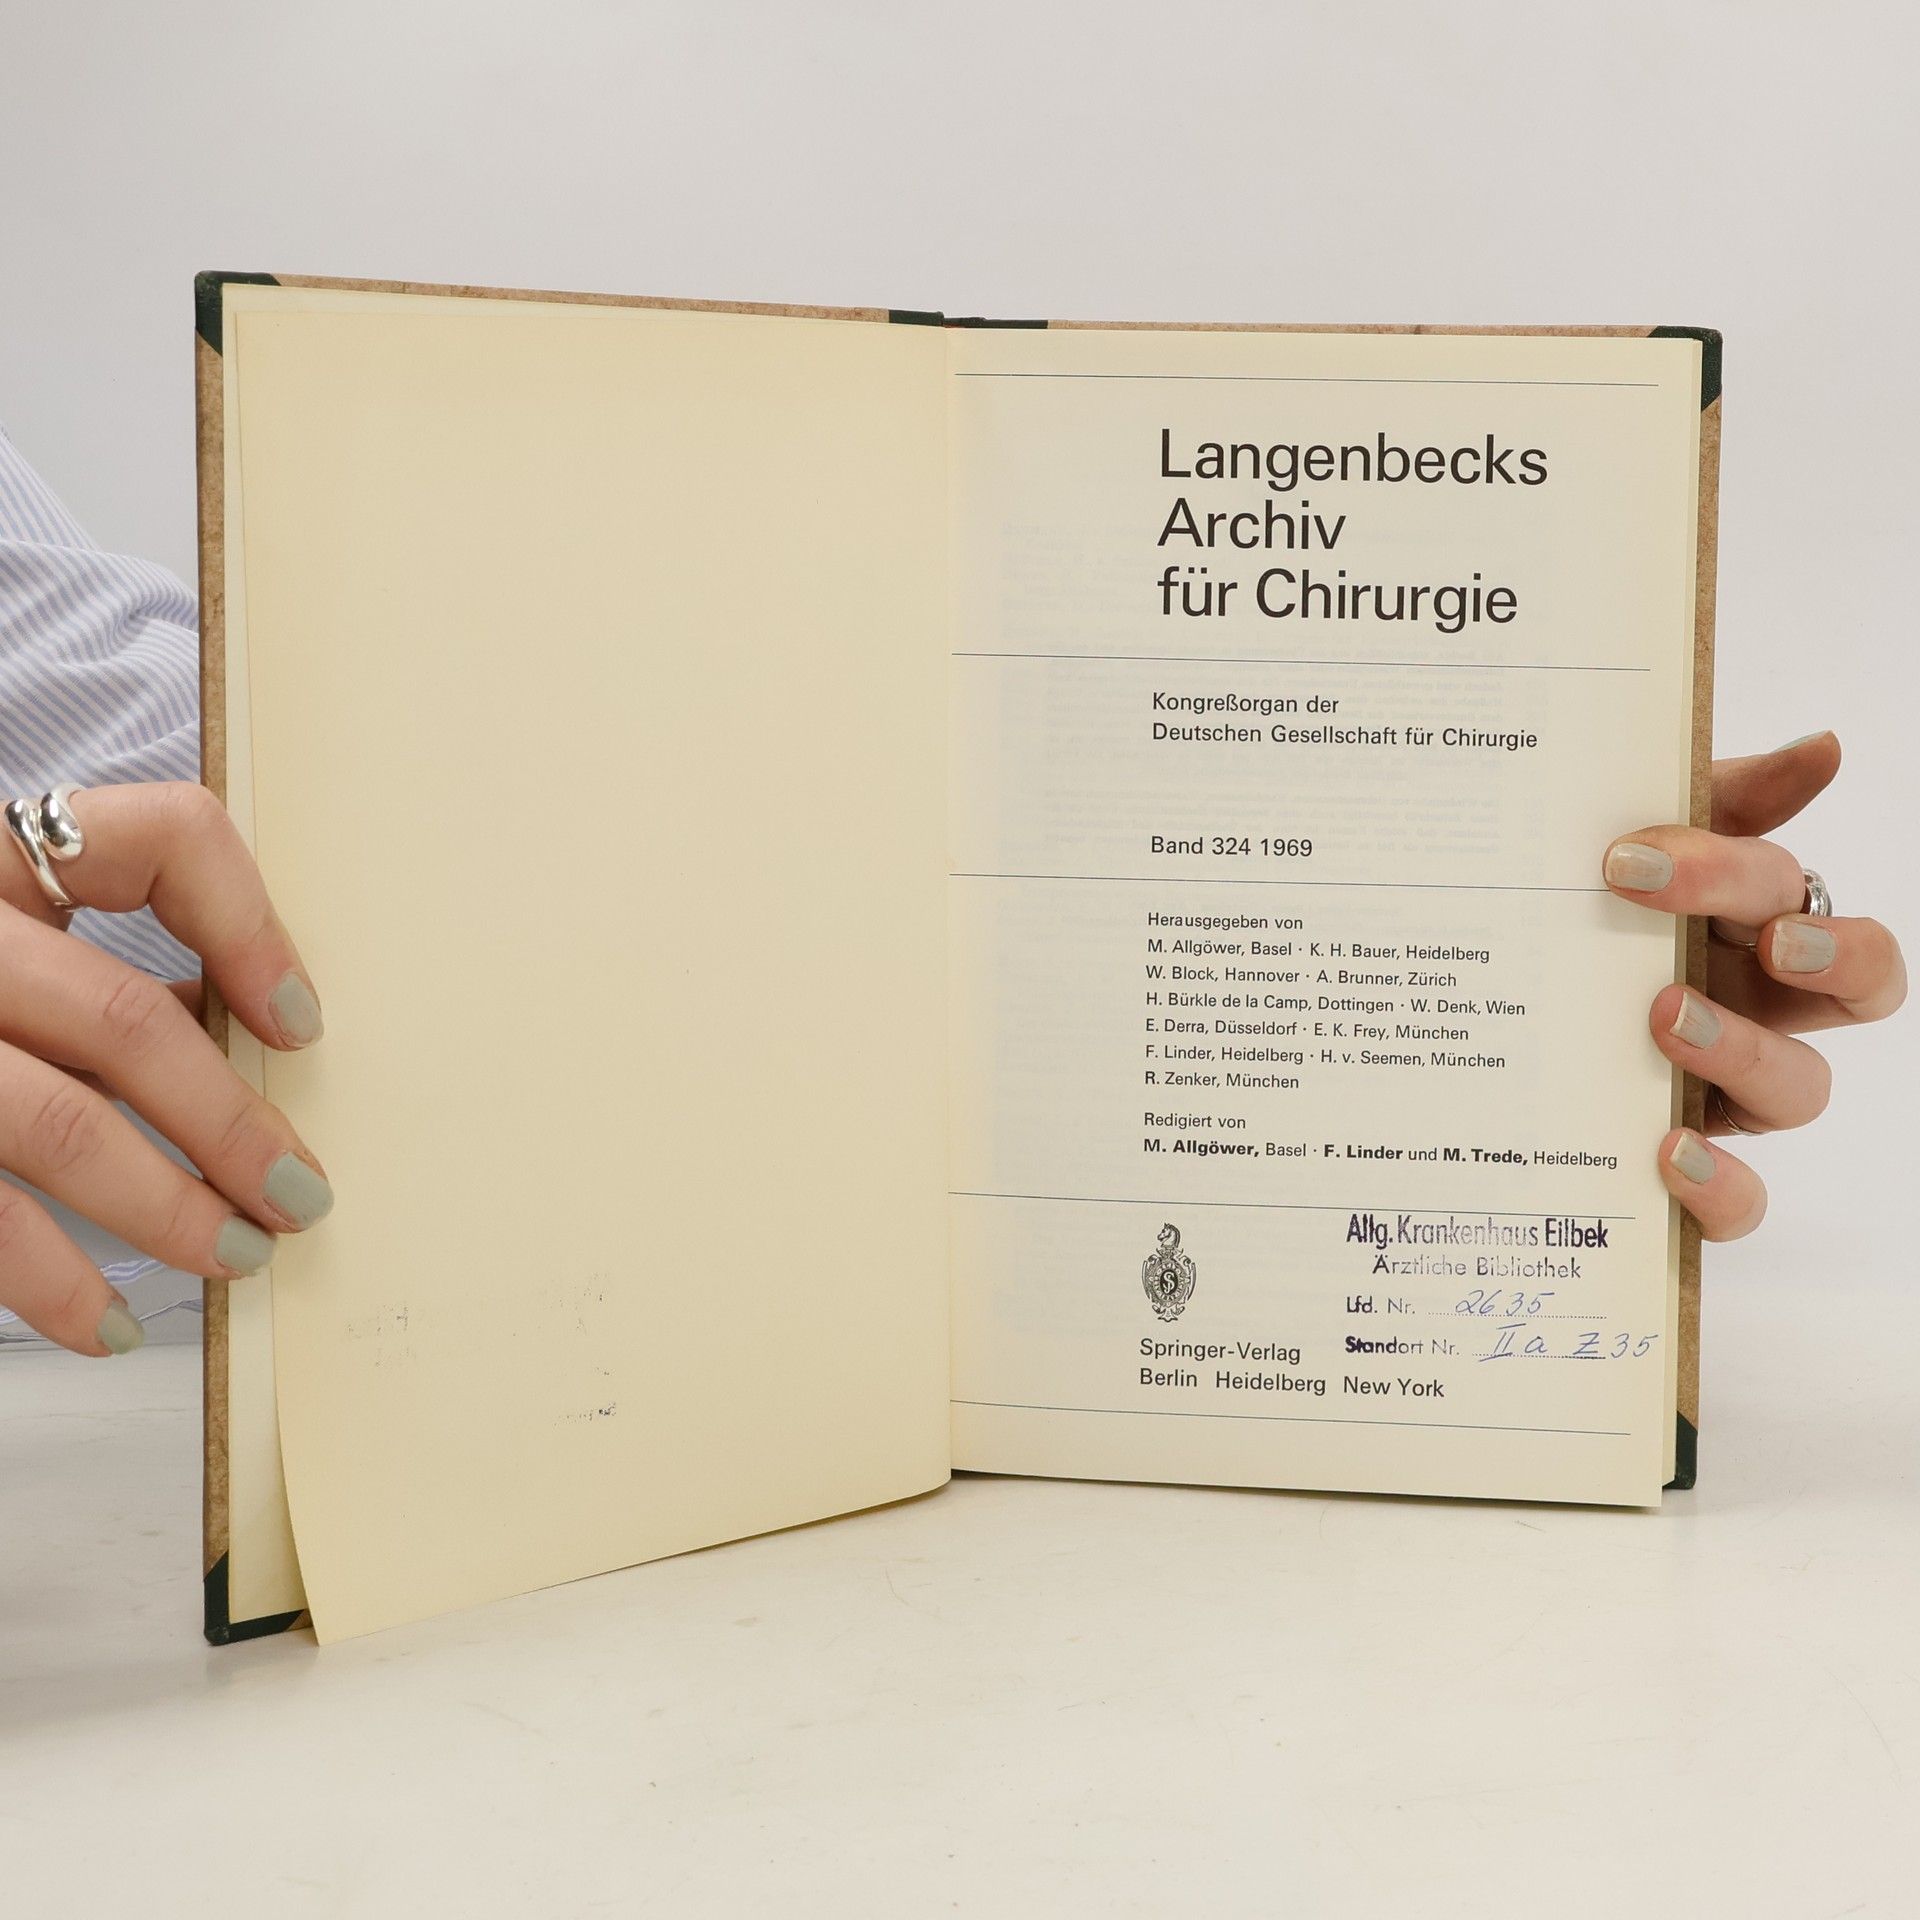 Langenbecks
Archiv
für Chirurgie
Kongreßorgan der
Deutschen Gesellschaft für Chirurgie
Band 324 1969
Herausgegeben von
M. Allgöwer, Basel · K. H. Bauer, Heidelberg
W. Block, Hannover · A. Brunner, Zürich
H. Bürkle de la Camp, Dottingen · W. Denk, Wien
E. Derra, Düsseldorf · E. K. Frey, München
F. Linder, Heidelberg · H. v. Seemen, München
R. Zenker, München
Redigiert von
M. Allgöwer, Basel · F. Linder und M. Trede, Heidelberg
Allg. Krankenhaus Eilbek
Ärztliche Bibliothek
Lfd. Nr. 2635
Standort Nr. II a Z 35
Springer-Verlag
Berlin Heidelberg New York